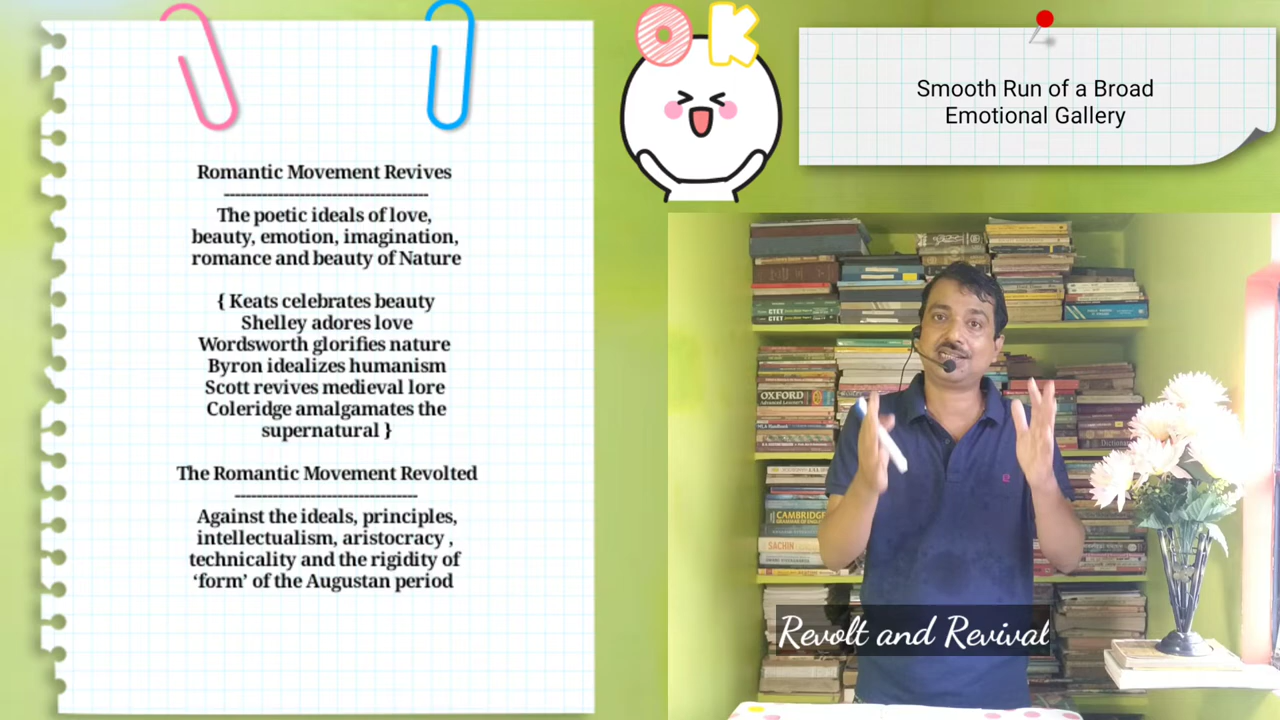 Romantic Movement Revives
-------------------------------------
The poetic ideals of love,
beauty, emotion, imagination,
romance and beauty of Nature
{ Keats celebrates beauty
Shelley adores love
Wordsworth glorifies nature
Byron idealizes humanism
Scott revives medieval lore
Coleridge amalgamates the
supernatural }
The Romantic Movement Revolted
---------------------------------
Against the ideals, principles,
intellectualism, aristocracy ,
technicality and the rigidity of
‘form’ of the Augustan period
OK
Smooth Run of a Broad
Emotional Gallery
OXFORD
CAMBRIDGE
SACHIN
Revolt and Revival